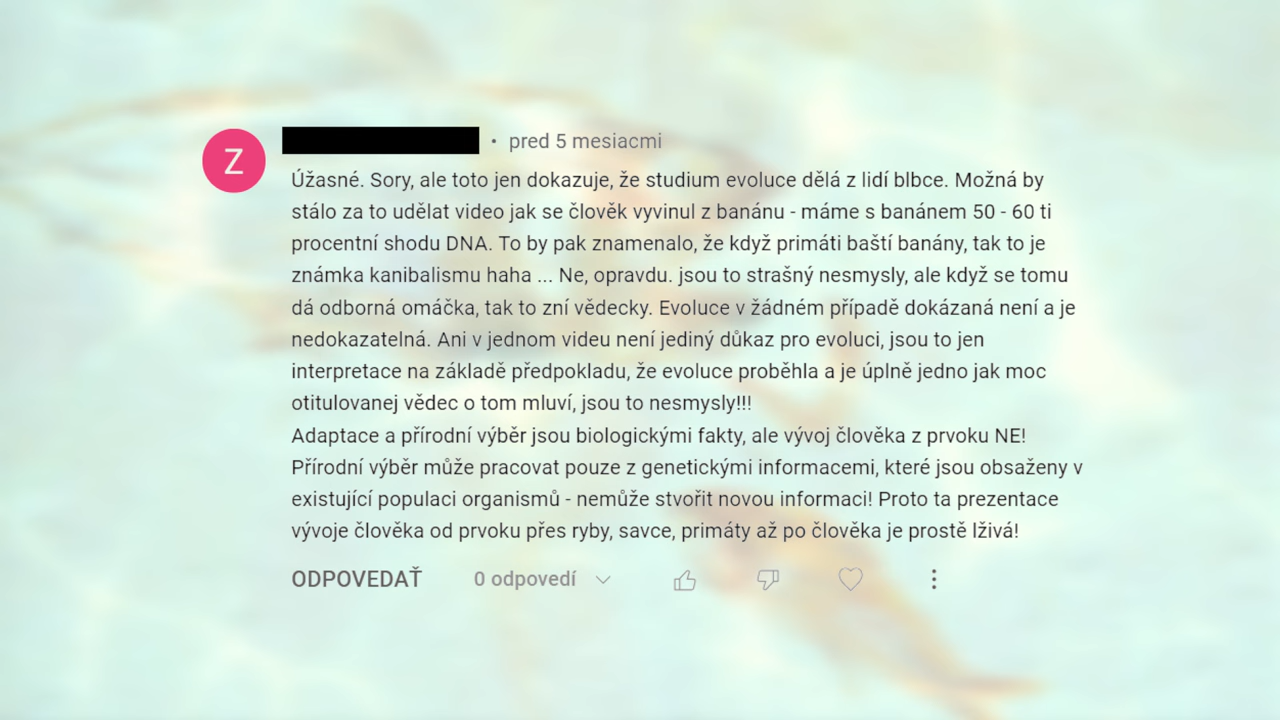 Z
• pred 5 mesiacmi
Úžasné. Sory, ale toto jen dokazuje, že studium evoluce dělá z lidí blbce. Možná by
stálo za to udělat video jak se člověk vyvinul z banánu - máme s banánem 50 - 60 ti
procentní shodu DNA. To by pak znamenalo, že když primáti baští banány, tak to je
známka kanibalismu haha ... Ne, opravdu. jsou to strašný nesmysly, ale když se tomu
dá odborná omáčka, tak to zní vědecky. Evoluce v žádném případě dokázaná není a je
nedokazatelná. Ani v jednom videu není jediný důkaz pro evoluci, jsou to jen
interpretace na základě předpokladu, že evoluce proběhla a je úplně jedno jak moc
otitulovanej vědec o tom mluví, jsou to nesmysly!!!
Adaptace a přírodní výběr jsou biologickými fakty, ale vývoj člověka z prvoku NE!
Přírodní výběr může pracovat pouze z genetickými informacemi, které jsou obsaženy v
existující populaci organismů - nemůže stvořit novou informaci! Proto ta prezentace
vývoje člověka od prvoku přes ryby, savce, primáty až po člověka je prostě lživá!
ODPOVEDAŤ 0 odpovedí